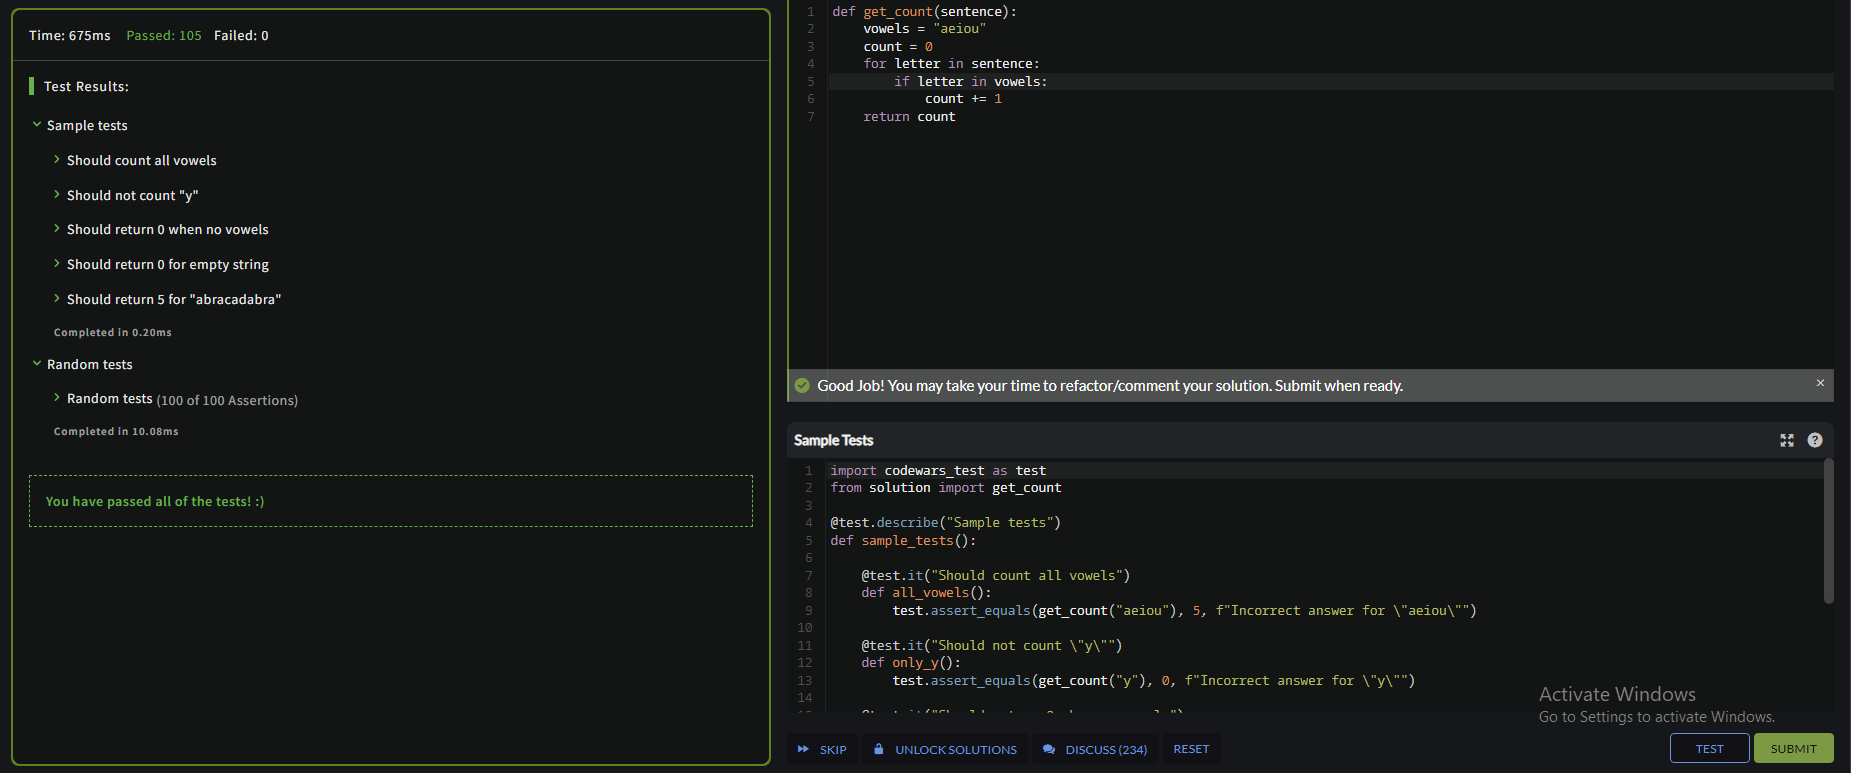 Time: 675ms Passed: 105 Failed: 0
Test Results:
Sample tests
Should count all vowels
Should not count "y"
Should return 0 when no vowels
Should return 0 for empty string
Should return 5 for "abracadabra"
Completed in 0.20ms
Random tests
Random tests (100 of 100 Assertions)
Completed in 10.08ms
You have passed all of the tests! :)
1 def get_count(sentence):
2     vowels = "aeiou"
3     count = 0
4     for letter in sentence:
5         if letter in vowels:
6             count += 1
7     return count
Good Job! You may take your time to refactor/comment your solution. Submit when ready. ×
Sample Tests ?
1 import codewars_test as test
2 from solution import get_count
3
4 @test.describe("Sample tests")
5 def sample_tests():
6
7     @test.it("Should count all vowels")
8     def all_vowels():
9         test.assert_equals(get_count("aeiou"), 5, f"Incorrect answer for \"aeiou\"")
10
11     @test.it("Should not count \"y\"")
12     def only_y():
13         test.assert_equals(get_count("y"), 0, f"Incorrect answer for \"y\"")
14
Activate Windows
Go to Settings to activate Windows.
SKIP UNLOCK SOLUTIONS DISCUSS (234) RESET TEST SUBMIT